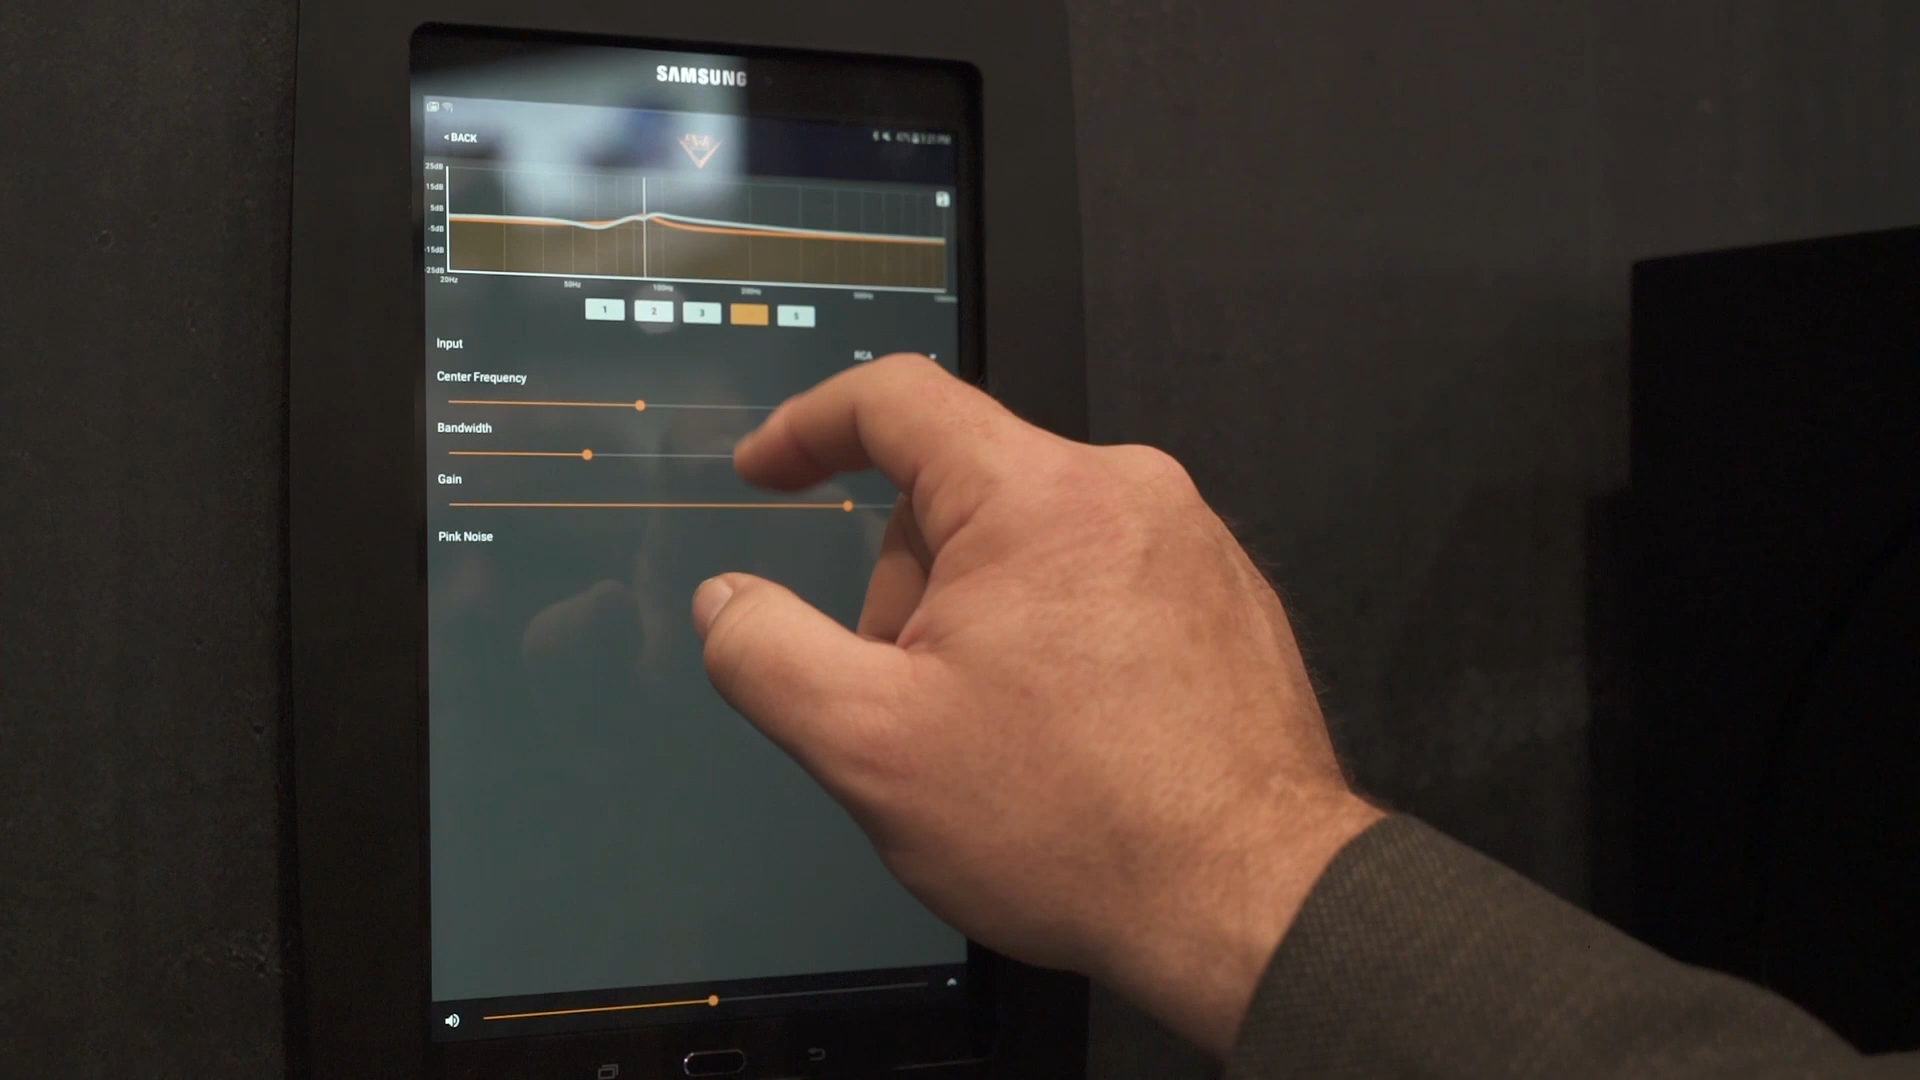 SAMSUNG
< BACK
25dB
15dB
5dB
-5dB
-15dB
-25dB
20Hz 50Hz 100Hz 200Hz
1 2 3 5
Input
RCA
Center Frequency
Bandwidth
Gain
Pink Noise